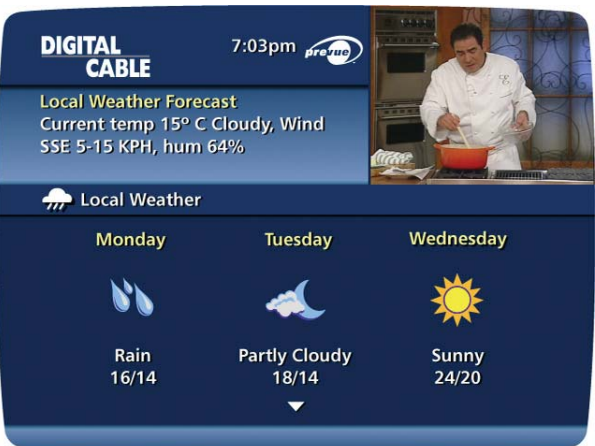 DIGITAL
CABLE
7:03pm
prevue
Local Weather Forecast
Current temp 15º C Cloudy, Wind
SSE 5-15 KPH, hum 64%
Local Weather
Monday
Tuesday
Wednesday
Rain
16/14
Partly Cloudy
18/14
Sunny
24/20